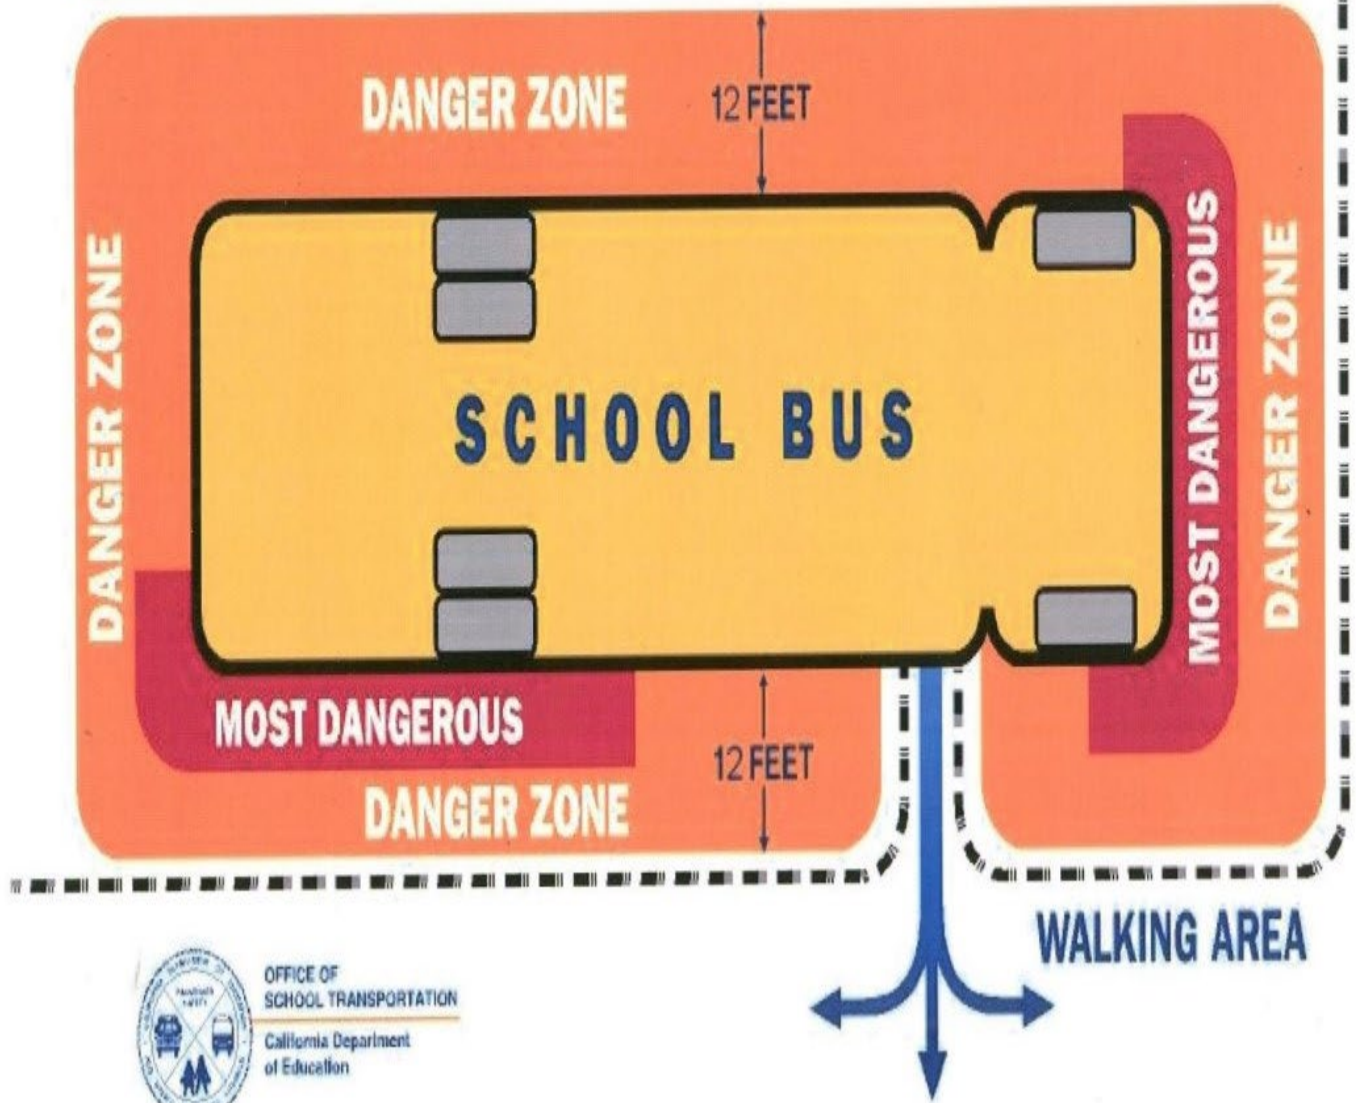 DANGER ZONE
12 FEET
DANGER ZONE
SCHOOL BUS
MOST DANGEROUS
DANGER ZONE
MOST DANGEROUS
12 FEET
DANGER ZONE
WALKING AREA
OFFICE OF
SCHOOL TRANSPORTATION
California Department
of Education